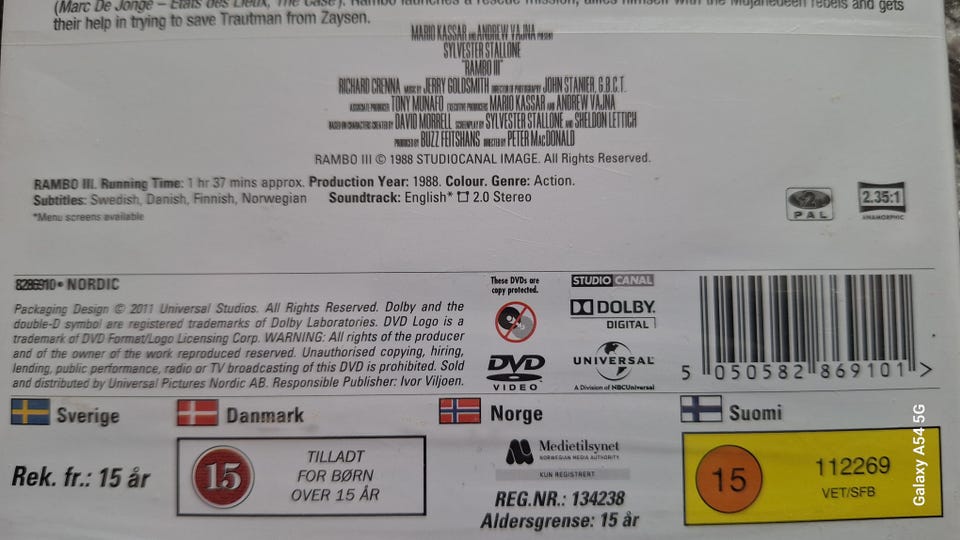 (Marc De Jonge – États des Lieux, The Case). Rambo launches a rescue mission, allies himself with the Mujahedeen rebels and gets
their help in trying to save Trautman from Zaysen.
MARIO KASSAR AND ANDREW VAJNA PRESENT
SYLVESTER STALLONE
"RAMBO III"
RICHARD CRENNA MUSIC BY JERRY GOLDSMITH DIRECTOR OF PHOTOGRAPHY JOHN STANIER, G.B.C.T.
ASSOCIATE PRODUCER TONY MUNAFO EXECUTIVE PRODUCERS MARIO KASSAR AND ANDREW VAJNA
BASED ON CHARACTERS CREATED BY DAVID MORRELL SCREENPLAY BY SYLVESTER STALLONE AND SHELDON LETTICH
PRODUCED BY BUZZ FEITSHANS DIRECTED BY PETER MACDONALD
RAMBO III © 1988 STUDIOCANAL IMAGE. All Rights Reserved.
RAMBO III. Running Time: 1 hr 37 mins approx. Production Year: 1988. Colour. Genre: Action.
Subtitles: Swedish, Danish, Finnish, Norwegian Soundtrack: English* 2.0 Stereo
*Menu screens available
2
PAL
2.35:1
ANAMORPHIC
8286910 • NORDIC
Packaging Design © 2011 Universal Studios. All Rights Reserved. Dolby and the
double-D symbol are registered trademarks of Dolby Laboratories. DVD Logo is a
trademark of DVD Format/Logo Licensing Corp. WARNING: All rights of the producer
and of the owner of the work reproduced reserved. Unauthorised copying, hiring,
lending, public performance, radio or TV broadcasting of this DVD is prohibited. Sold
and distributed by Universal Pictures Nordic AB. Responsible Publisher: Ivor Viljoen.
These DVDs are
copy protected.
DVD
VIDEO
STUDIO CANAL
DOLBY
DIGITAL
UNIVERSAL
A Division of NBCUniversal
5 050582 869101 >
Sverige
Rek. fr.: 15 år
Danmark
15
TILLADT
FOR BØRN
OVER 15 ÅR
Norge
Medietilsynet
NORWEGIAN MEDIA AUTHORITY
KUN REGISTRERT
REG.NR.: 134238
Aldersgrense: 15 år
Suomi
15
112269
VET/SFB
Galaxy A54 5G